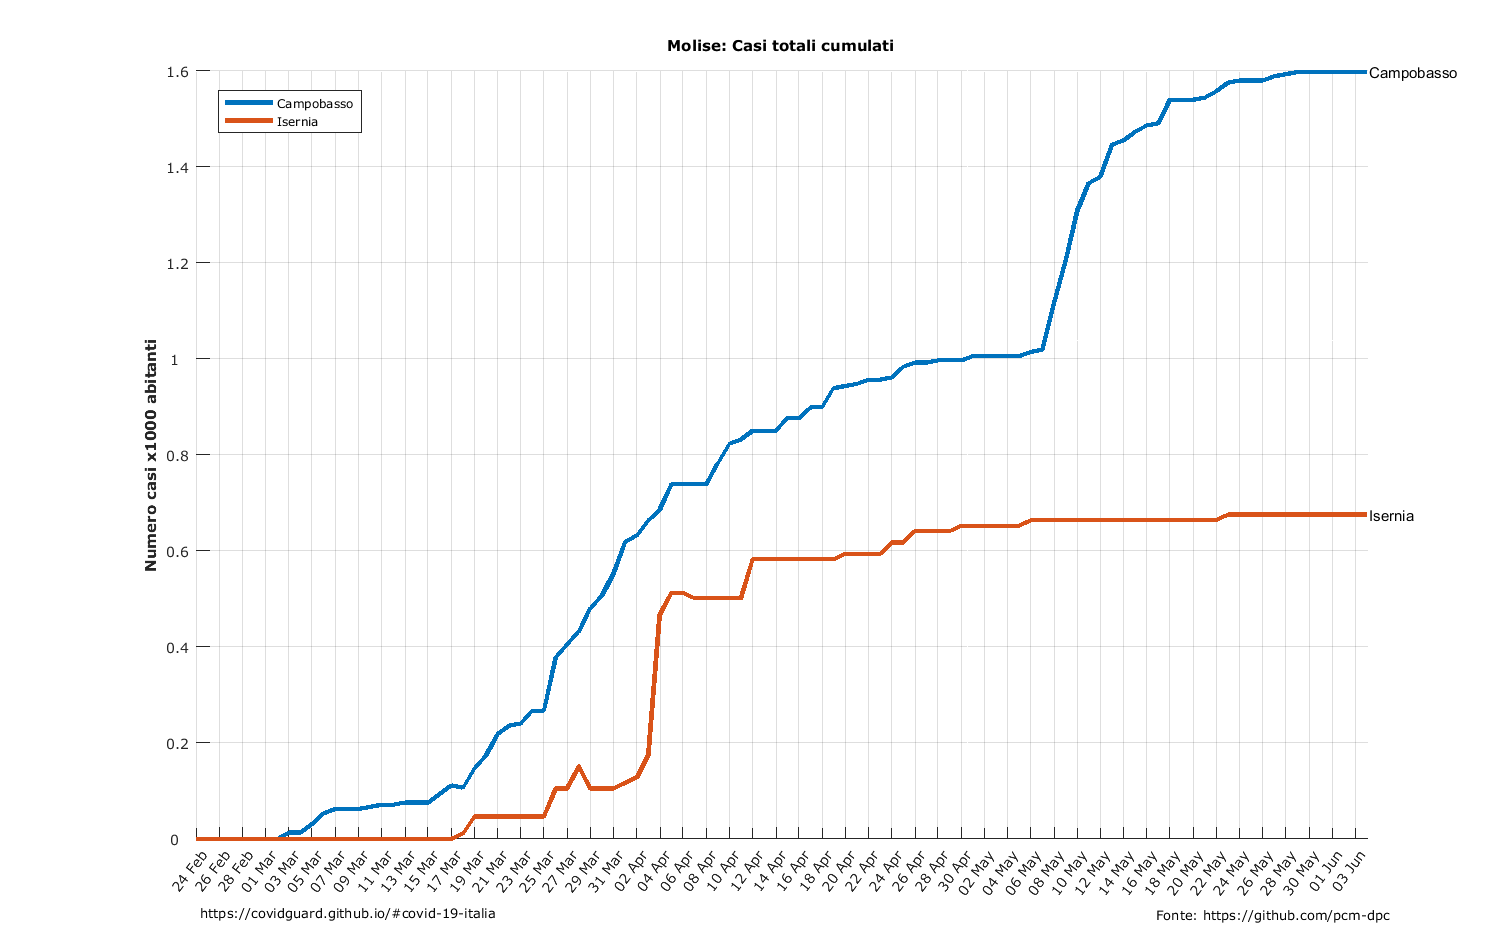 Molise: Casi totali cumulati
Numero casi x1000 abitanti
1.6
1.4
1.2
1
0.8
0.6
0.4
0.2
0
Campobasso
Isernia
Campobasso
Isernia
24 Feb
26 Feb
28 Feb
01 Mar
03 Mar
05 Mar
07 Mar
09 Mar
11 Mar
13 Mar
15 Mar
17 Mar
19 Mar
21 Mar
23 Mar
25 Mar
27 Mar
29 Mar
31 Mar
02 Apr
04 Apr
06 Apr
08 Apr
10 Apr
12 Apr
14 Apr
16 Apr
18 Apr
20 Apr
22 Apr
24 Apr
26 Apr
28 Apr
30 Apr
02 May
04 May
06 May
08 May
10 May
12 May
14 May
16 May
18 May
20 May
22 May
24 May
26 May
28 May
30 May
01 Jun
03 Jun
https://covidguard.github.io/#covid-19-italia
Fonte: https://github.com/pcm-dpc